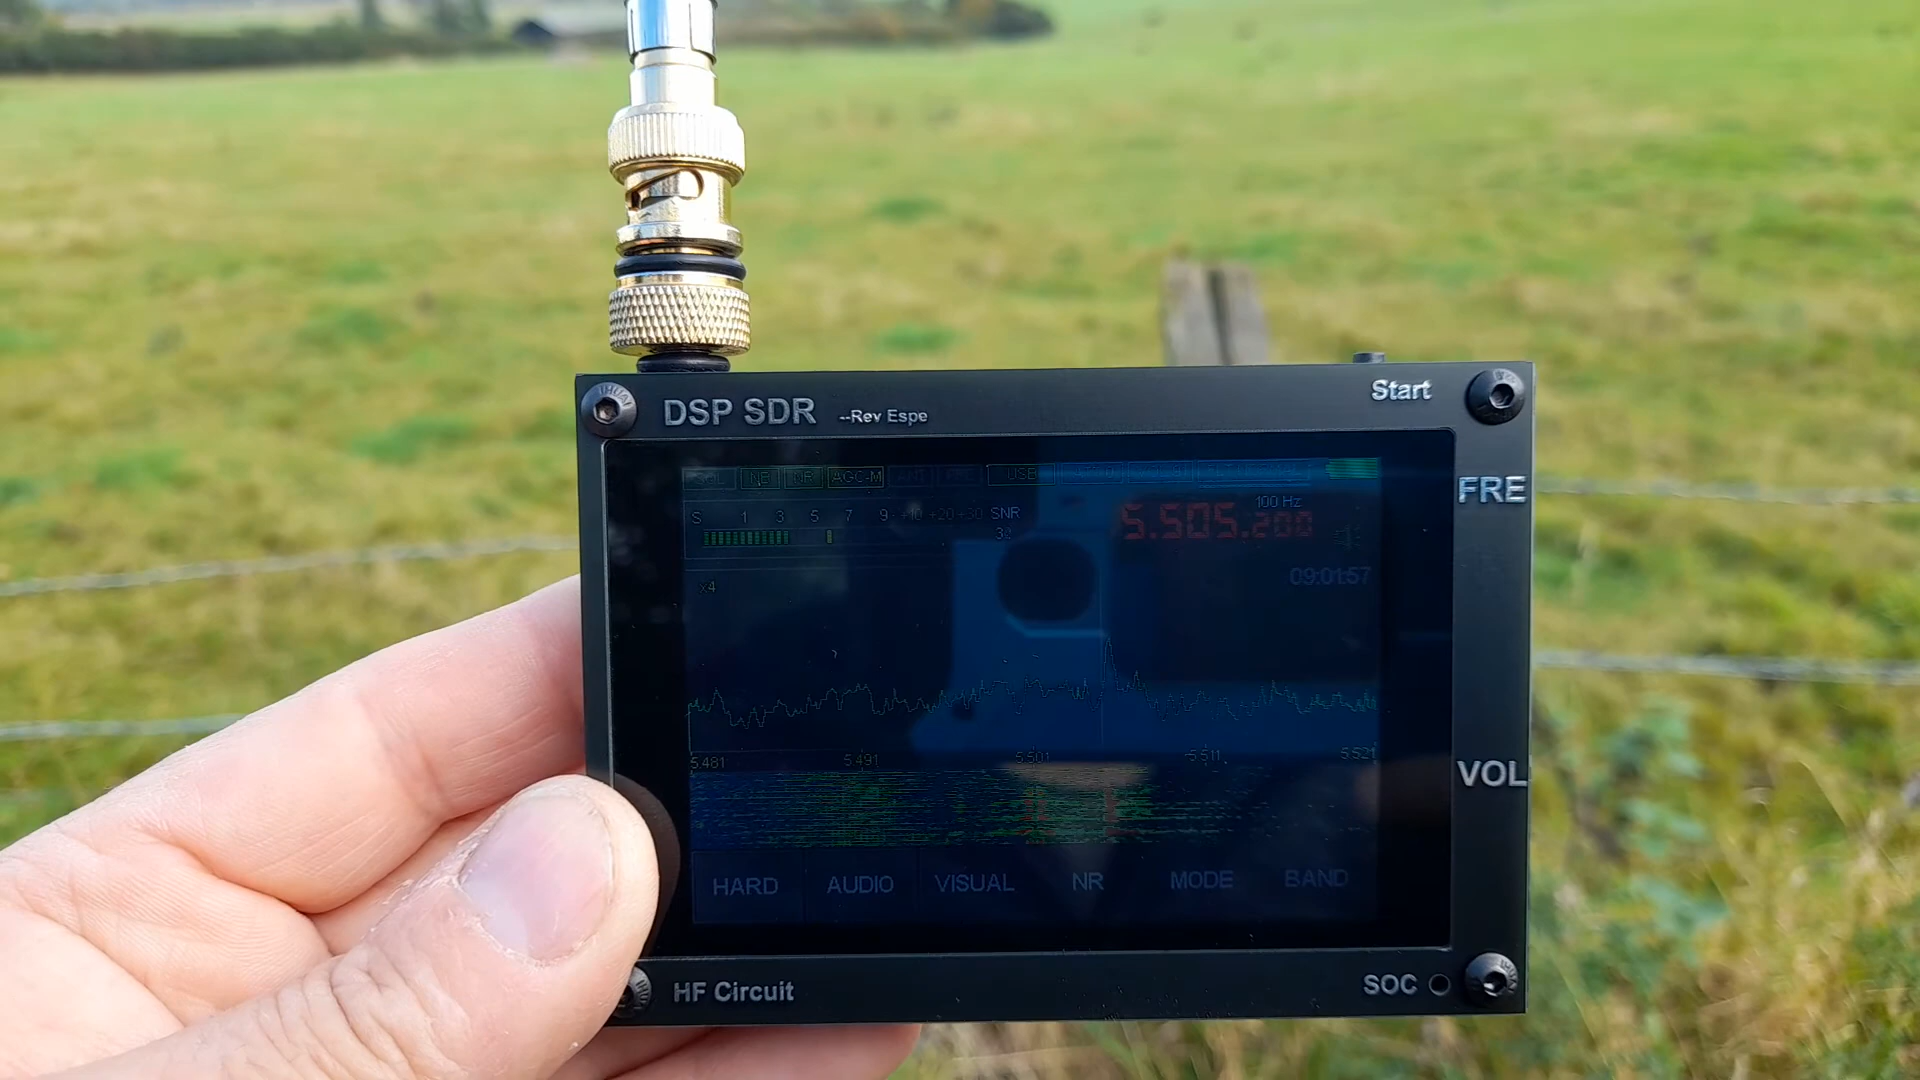 Start
DSP SDR --Rev Espe
SQL NB NR AGC-M USB
FRE
100 Hz
S 1 3 5 7 9 +10 +20 +30 SNR
5.505.200
09:01:57
x4
5.481 5.491 5.501 5.511 5.521
VOL
HARD AUDIO VISUAL NR MODE BAND
HF Circuit
SOC